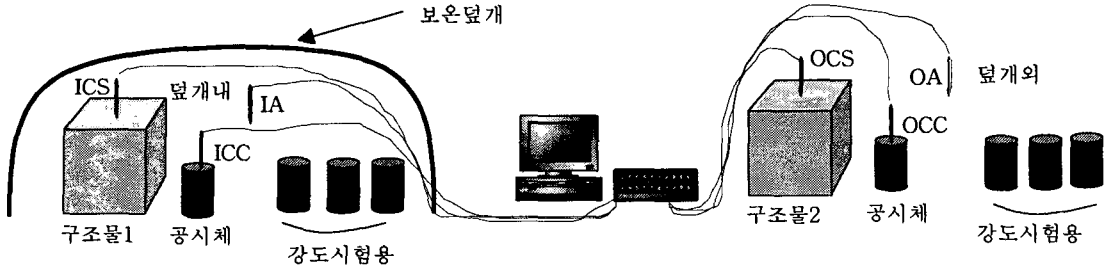 보온덮개
ICS
덮개내
IA
ICC
구조물1
공시체
강도시험용
OCS
OA
덮개외
OCC
구조물2
공시체
강도시험용